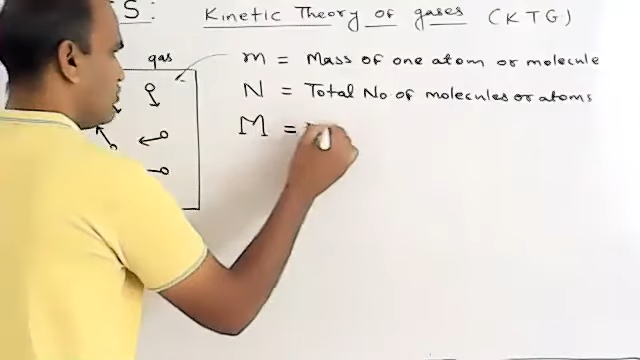 S: Kinetic Theory of gases (KTG)
gas
m = Mass of one atom or molecule
N = Total No. of molecules or atoms
M =